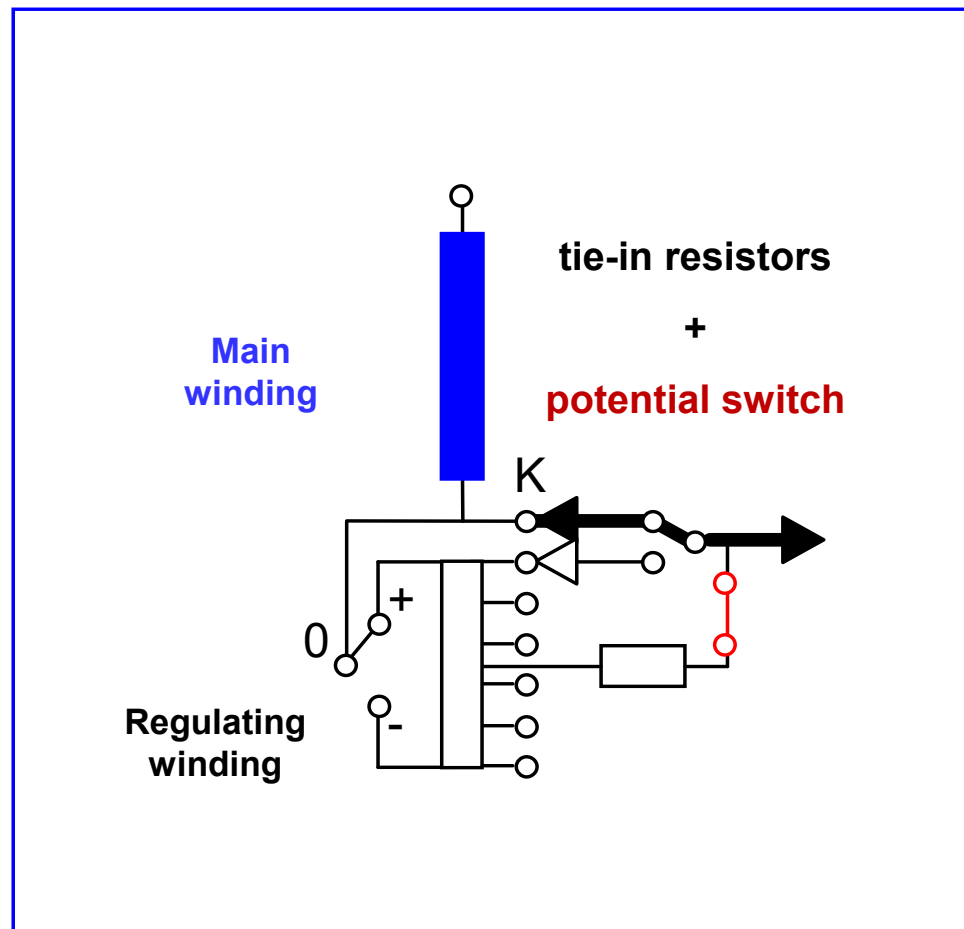 tie-in resistors
+
potential switch
Main
winding
K
+
0
-
Regulating
winding